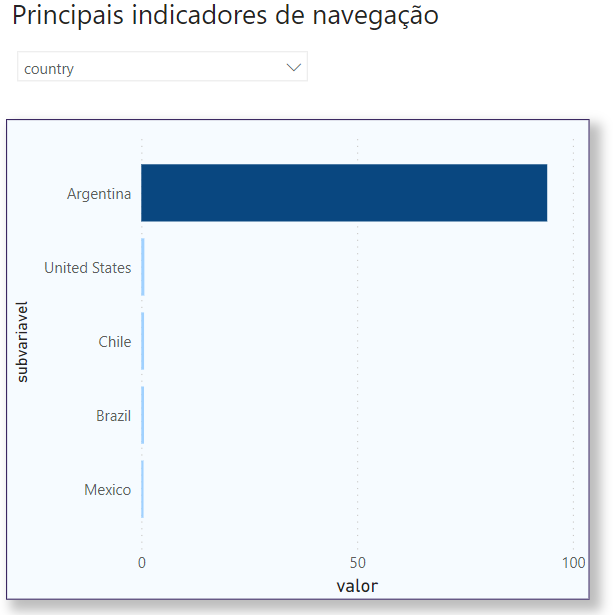 Principais indicadores de navegação
country
Argentina
United States
Chile
Brazil
Mexico
subvariavel
0
50
100
valor